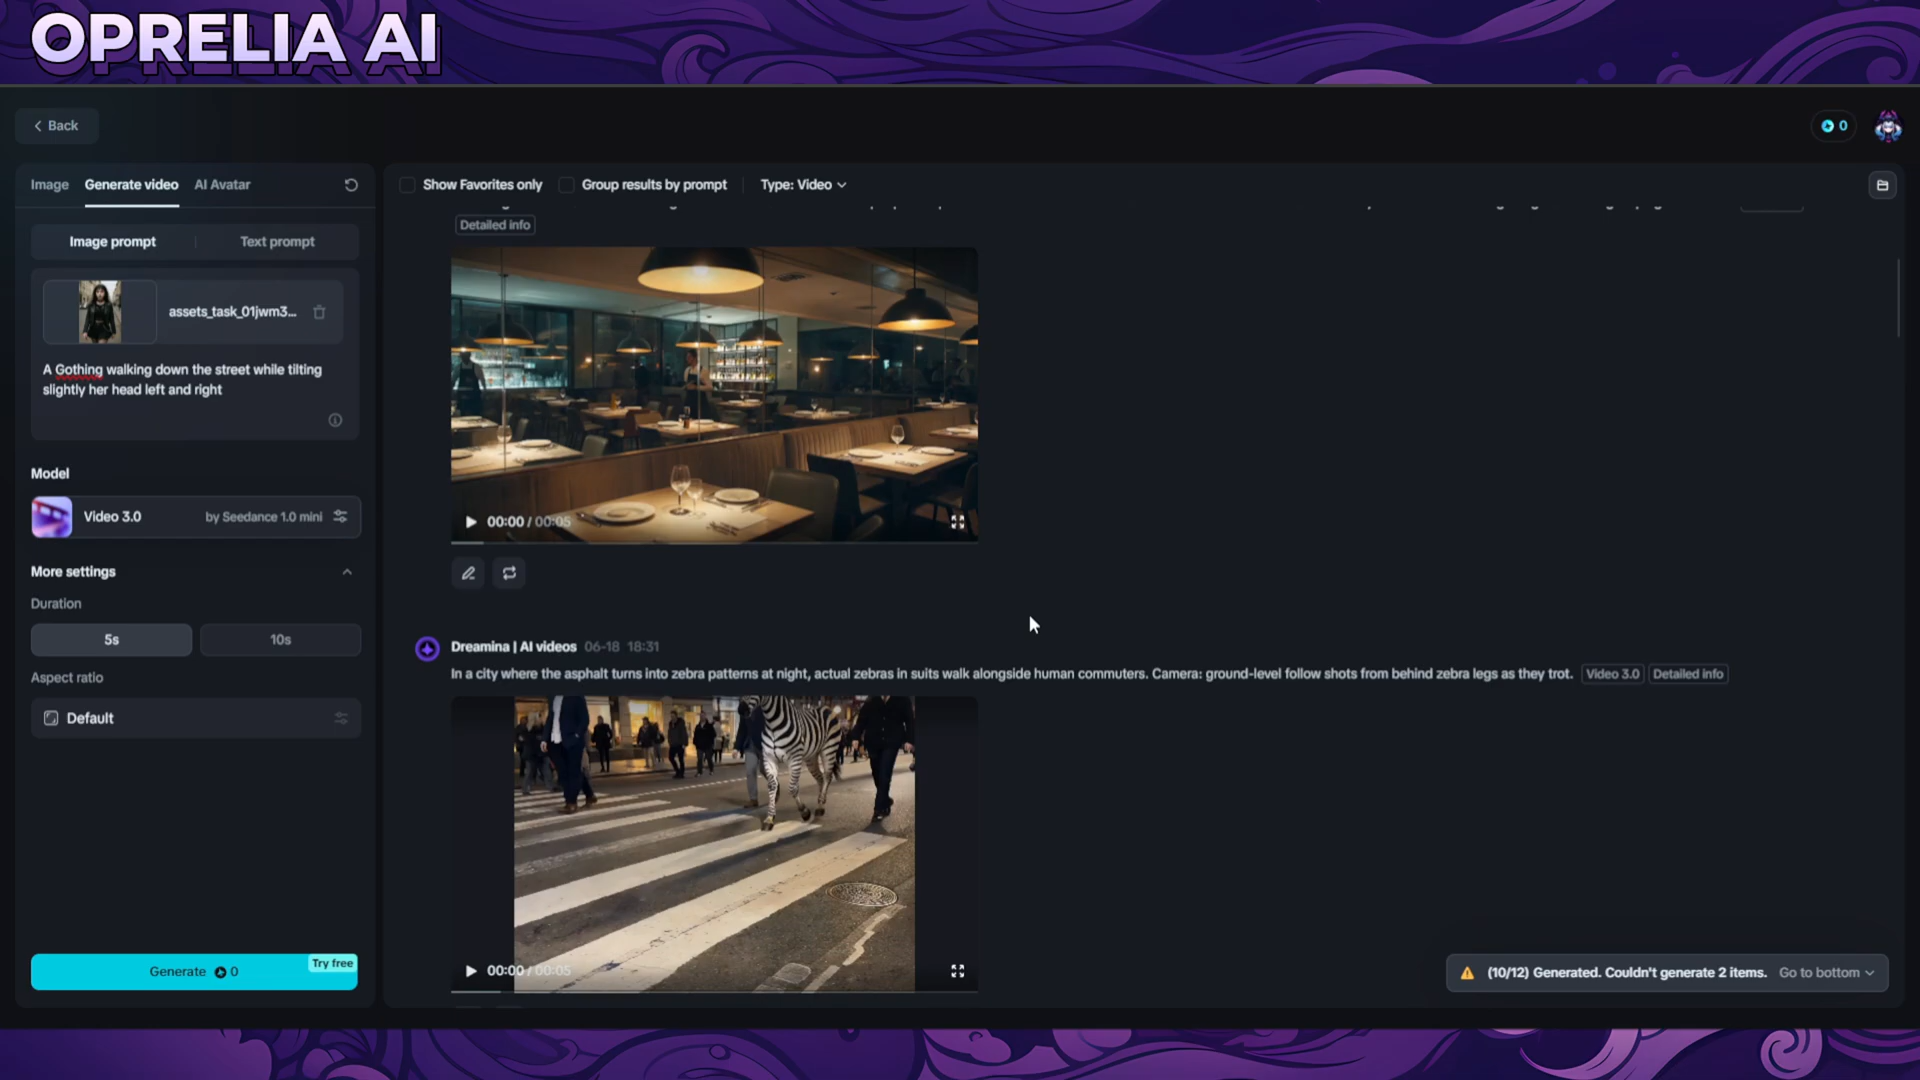 OPRELIA AI
Back
0
Image
Generate video
AI Avatar
Show Favorites only
Group results by prompt
Type: Video
Image prompt
Text prompt
Detailed info
assets_task_01jwm3...
A Gothing walking down the street while tilting
slightly her head left and right
Model
Video 3.0
by Seedance 1.0 mini
00:00 / 00:05
More settings
Duration
5s
10s
Dreamina | AI videos 06-18 18:31
In a city where the asphalt turns into zebra patterns at night, actual zebras in suits walk alongside human commuters. Camera: ground-level follow shots from behind zebra legs as they trot. Video 3.0 Detailed info
Aspect ratio
Default
Try free
Generate 0
00:00 / 00:05
(10/12) Generated. Couldn't generate 2 items. Go to bottom